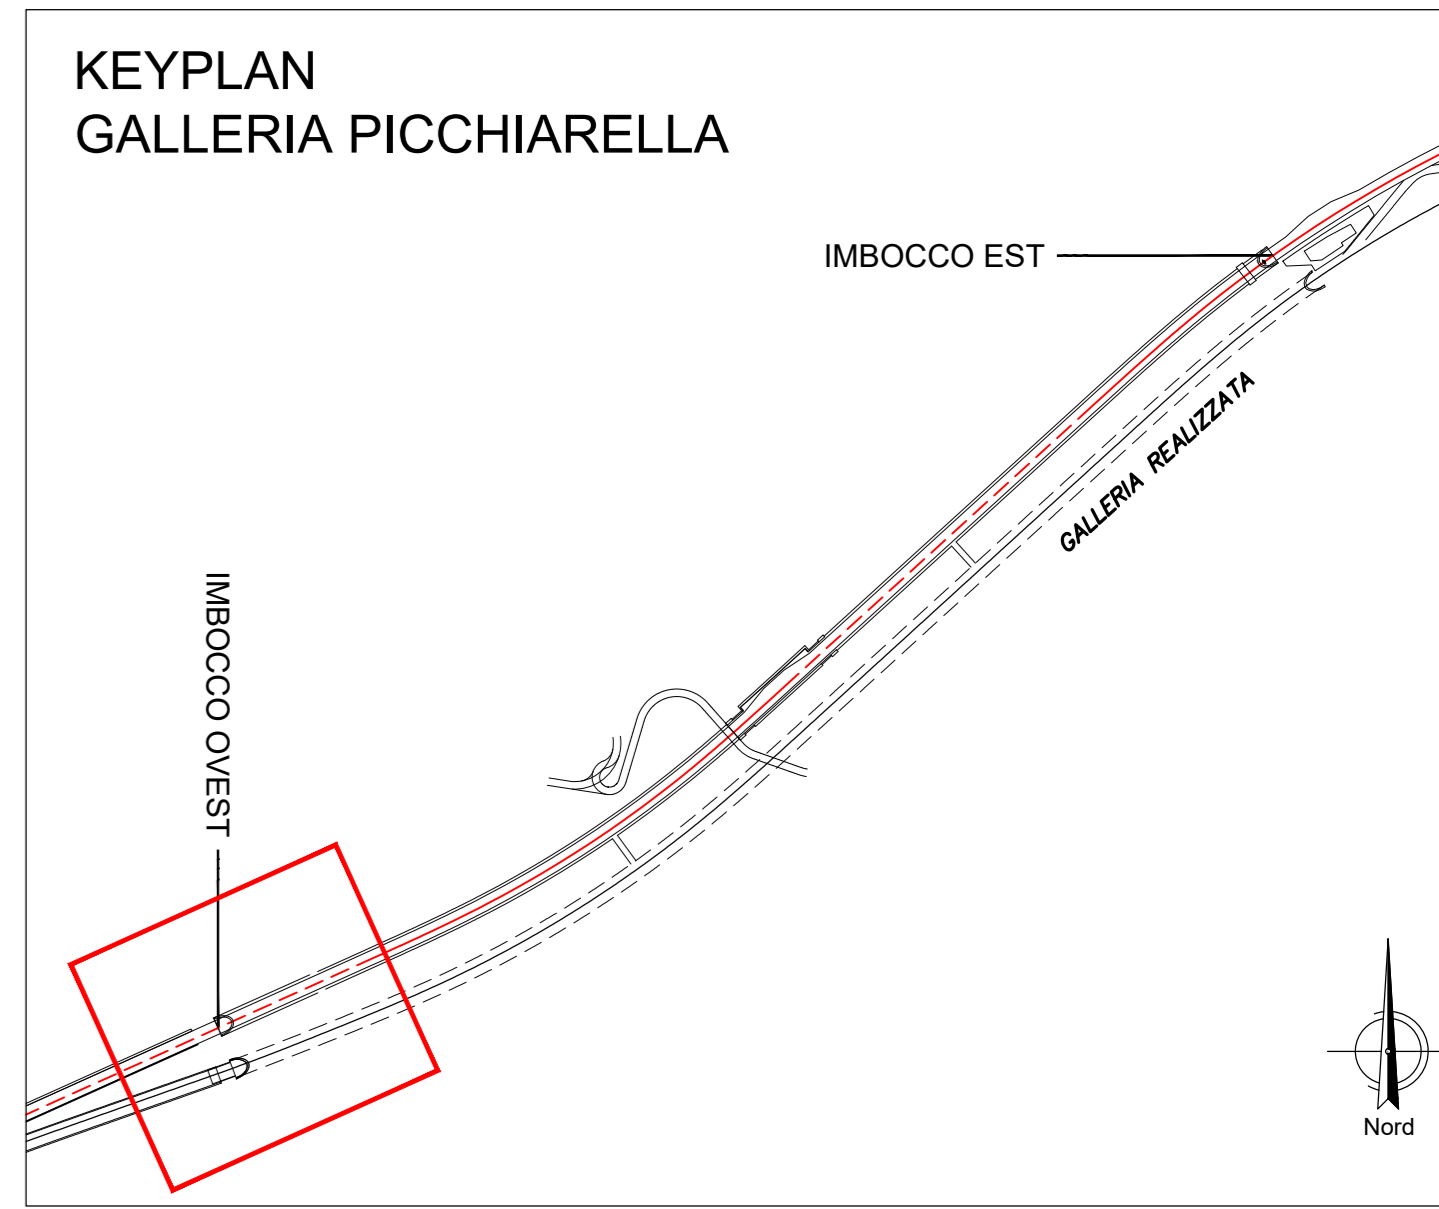 KEYPLAN
GALLERIA PICCHIARELLA
IMBOCCO EST
GALLERIA REALIZZATA
IMBOCCO OVEST
Nord